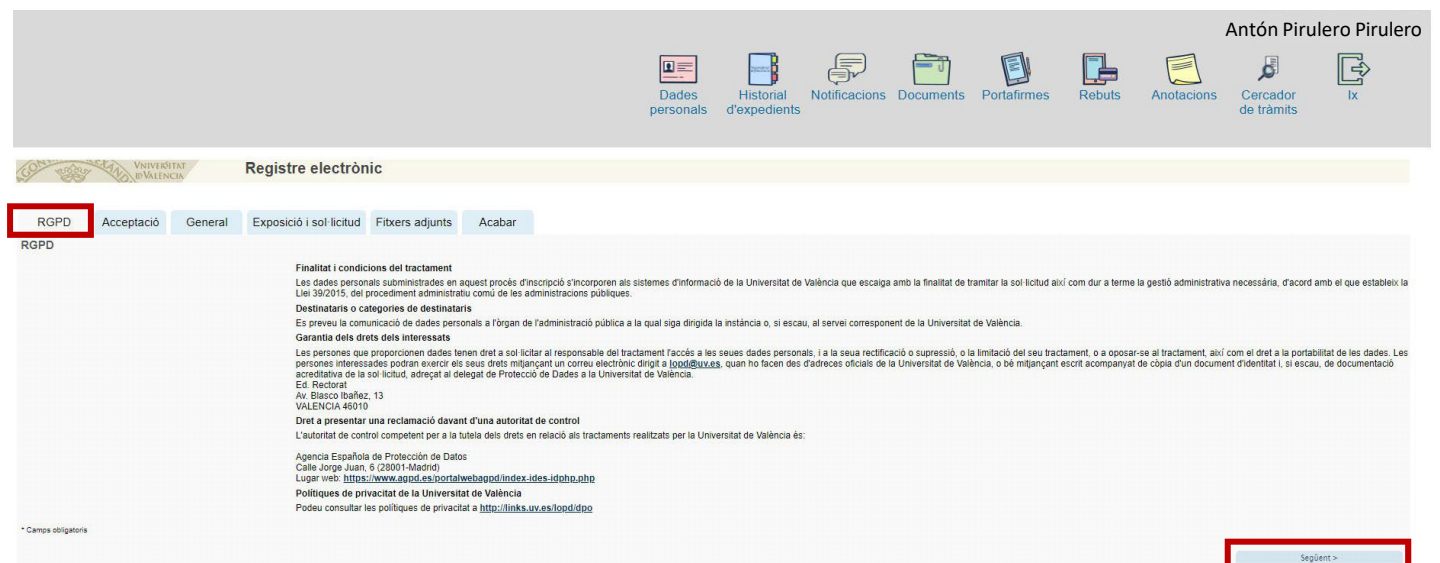 Antón Pirulero Pirulero
Dades personals
Historial d'expedients
Notificacions
Documents
Portafirmes
Rebuts
Anotacions
Cercador de tràmits
Ix
VNIVERSITAT
ID VALÈNCIA
Registre electrònic
RGPD
Acceptació
General
Exposició i sol·licitud
Fitxers adjunts
Acabar
RGPD
Finalitat i condicions del tractament
Les dades personals subministrades en aquest procés d'inscripció s'incorporen als sistemes d'informació de la Universitat de València que escaiga amb la finalitat de tramitar la sol·licitud així com dur a terme la gestió administrativa necessària, d'acord amb el que estableix la
Llei 39/2015, del procediment administratiu comú de les administracions públiques.
Destinataris o categories de destinataris
Es preveu la comunicació de dades personals a l'òrgan de l'administració pública a la qual siga dirigida la instància o, si escau, al servei corresponent de la Universitat de València.
Garantia dels drets dels interessats
Les persones que proporcionen dades tenen dret a sol·licitar al responsable del tractament l'accés a les seues dades personals, i a la seua rectificació o supressió, o la limitació del seu tractament, o a oposar-se al tractament, així com el dret a la portabilitat de les dades. Les
persones interessades podran exercir els seus drets mitjançant un correu electrònic dirigit a lopd@uv.es, quan ho facen des d'adreces oficials de la Universitat de València, o bé mitjançant escrit acompanyat de còpia d'un document d'identitat i, si escau, de documentació
acreditativa de la sol·licitud, adreçat al delegat de Protecció de Dades a la Universitat de València.
Ed. Rectorat
Av. Blasco Ibañez, 13
VALENCIA 46010
Dret a presentar una reclamació davant d'una autoritat de control
L'autoritat de control competent per a la tutela dels drets en relació als tractaments realitzats per la Universitat de València és:
Agencia Española de Protección de Datos
Calle Jorge Juan, 6 (28001-Madrid)
Lugar web: https://www.agpd.es/portalwebagpd/index-ides-idphp.php
Polítiques de privacitat de la Universitat de València
Podeu consultar les polítiques de privacitat a http://links.uv.es/lopd/dpo
* Camps obligatoris
Següent >